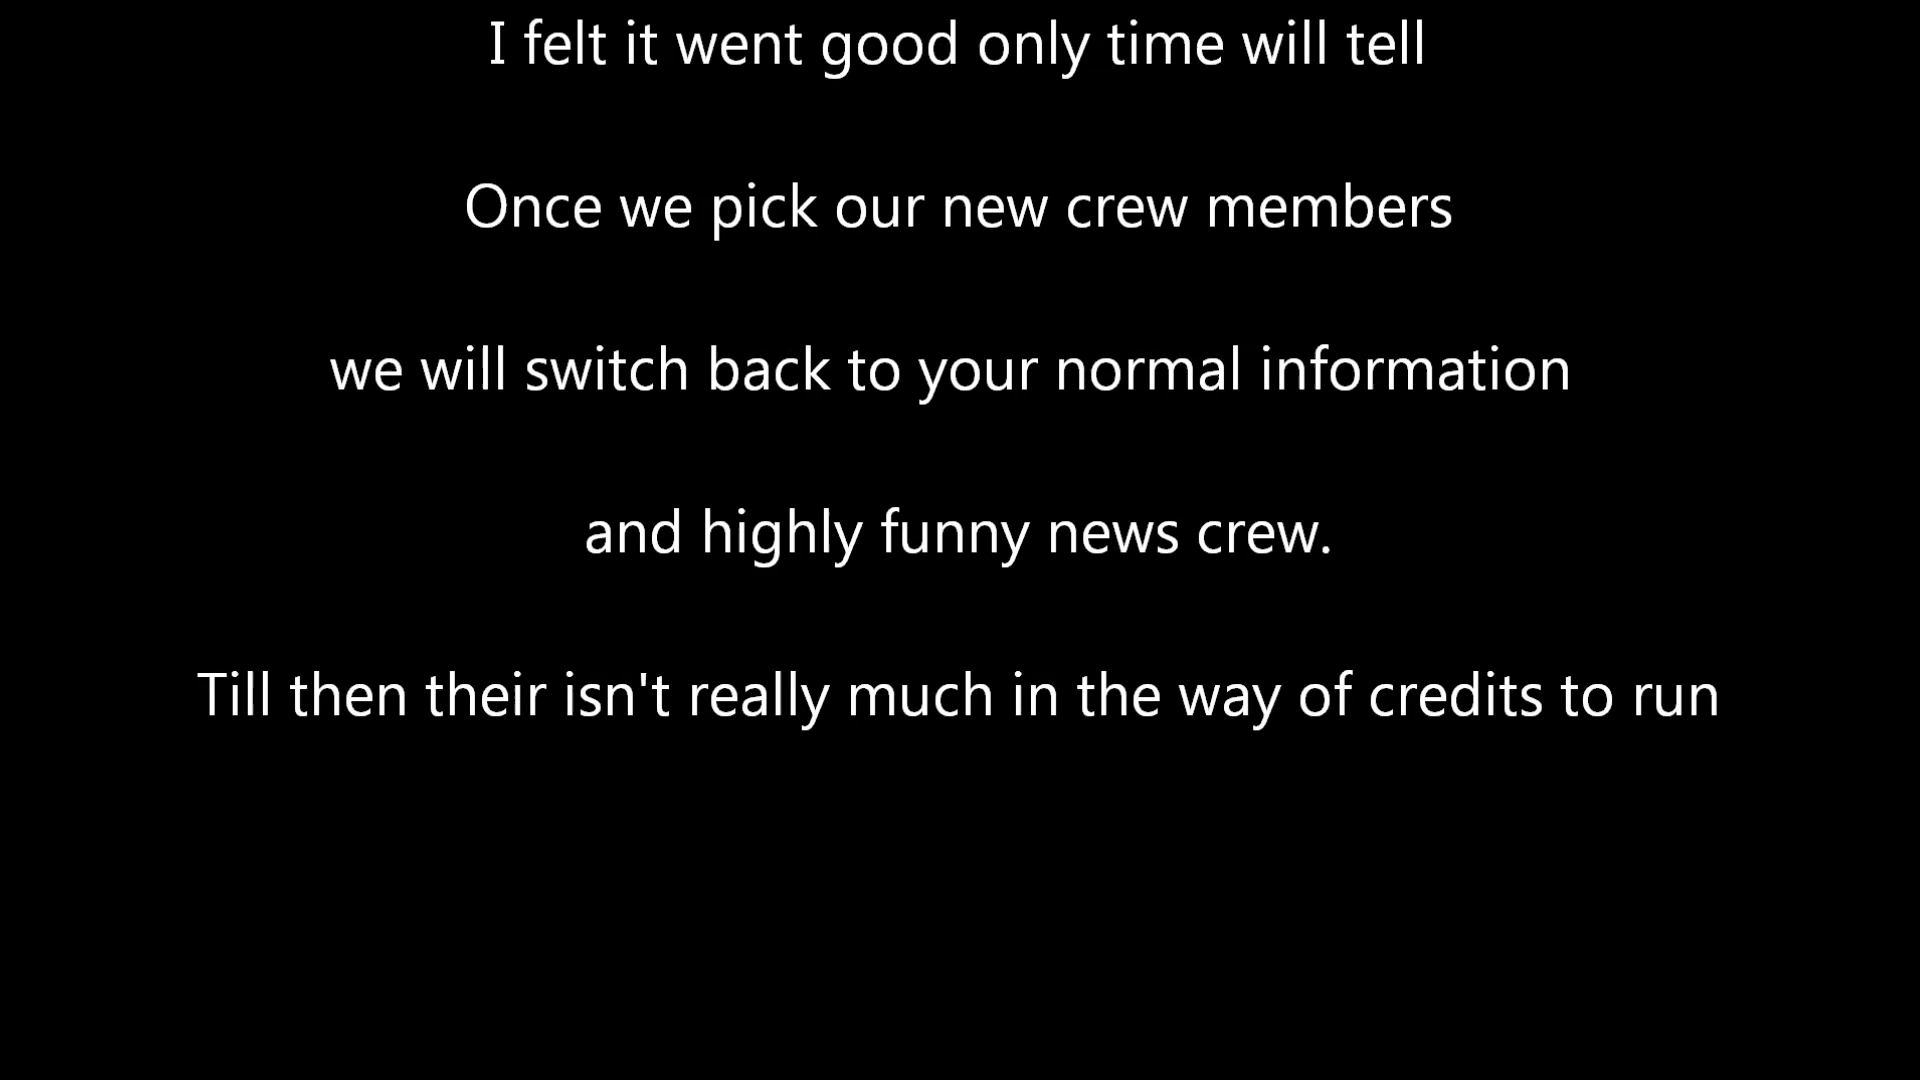 I felt it went good only time will tell
Once we pick our new crew members
we will switch back to your normal information
and highly funny news crew.
Till then their isn't really much in the way of credits to run